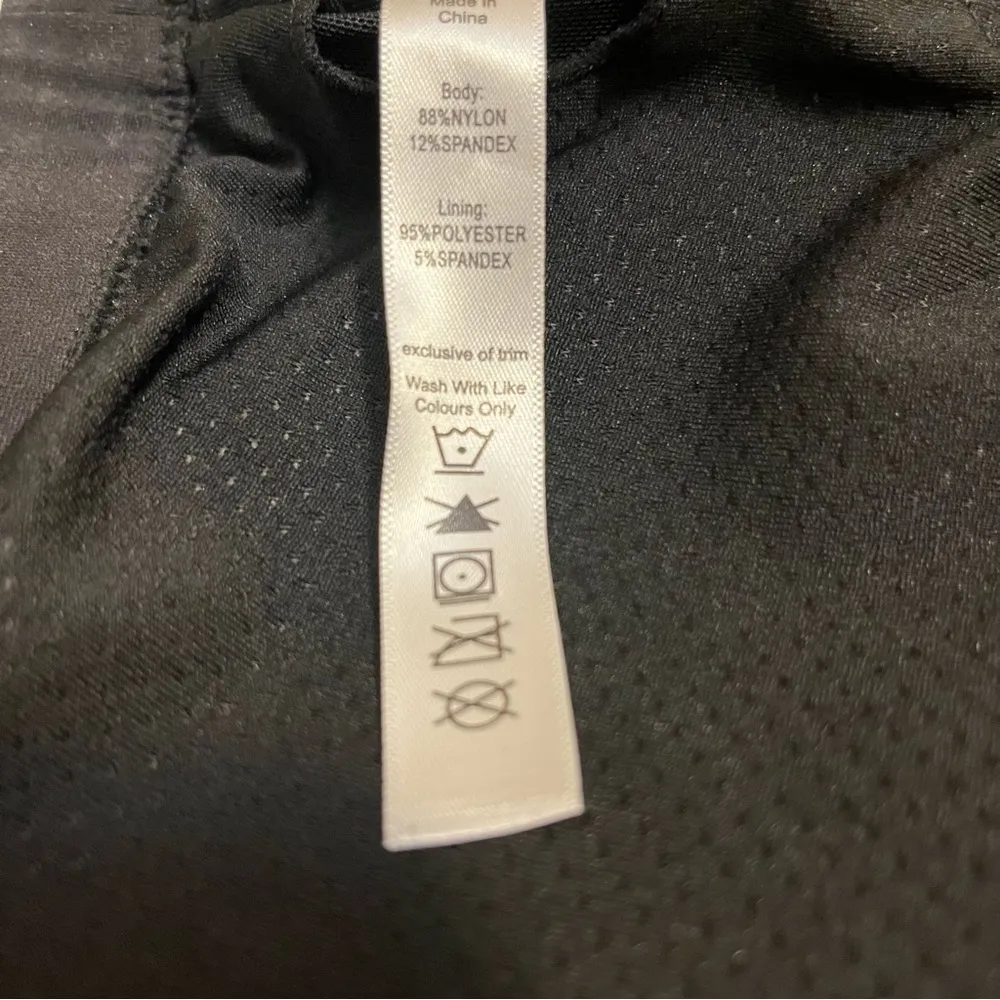 Made in
China
Body:
88%NYLON
12%SPANDEX
Lining:
95%POLYESTER
5%SPANDEX
exclusive of trim
Wash With Like
Colours Only